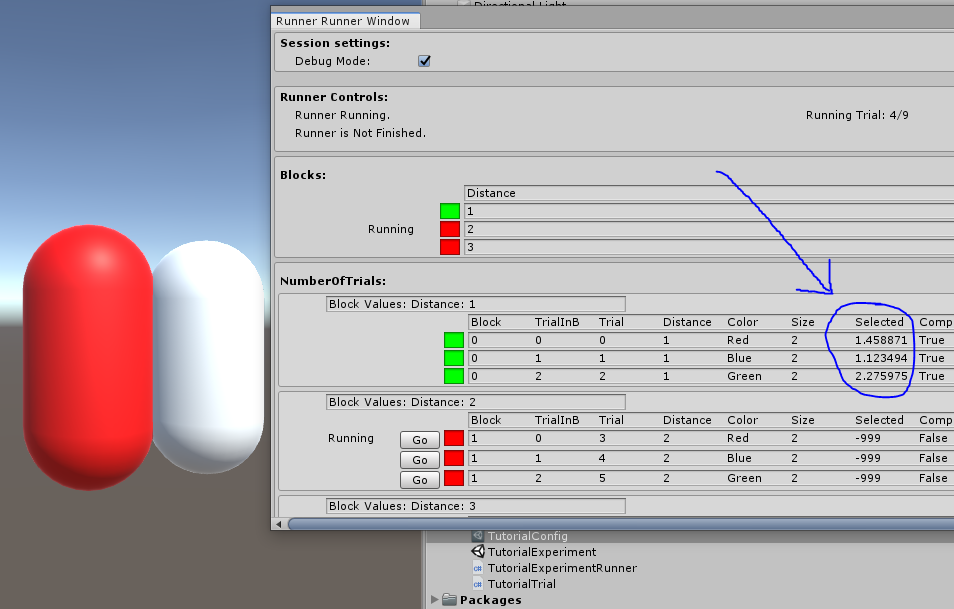 Runner Runner Window
Session settings:
Debug Mode:
Runner Controls:
Runner Running.
Running Trial: 4/9
Runner is Not Finished.
Blocks:
Distance
1
Running 2
3
NumberOfTrials:
Block Values: Distance: 1
Block TrialInB Trial Distance Color Size Selected Comp
0 0 0 1 Red 2 1.458871 True
0 1 1 1 Blue 2 1.123494 True
0 2 2 1 Green 2 2.275975 True
Block Values: Distance: 2
Block TrialInB Trial Distance Color Size Selected Comp
Running Go 1 0 3 2 Red 2 -999 False
Go 1 1 4 2 Blue 2 -999 False
Go 1 2 5 2 Green 2 -999 False
Block Values: Distance: 3
TutorialConfig
TutorialExperiment
c# TutorialExperimentRunner
c# TutorialTrial
Packages